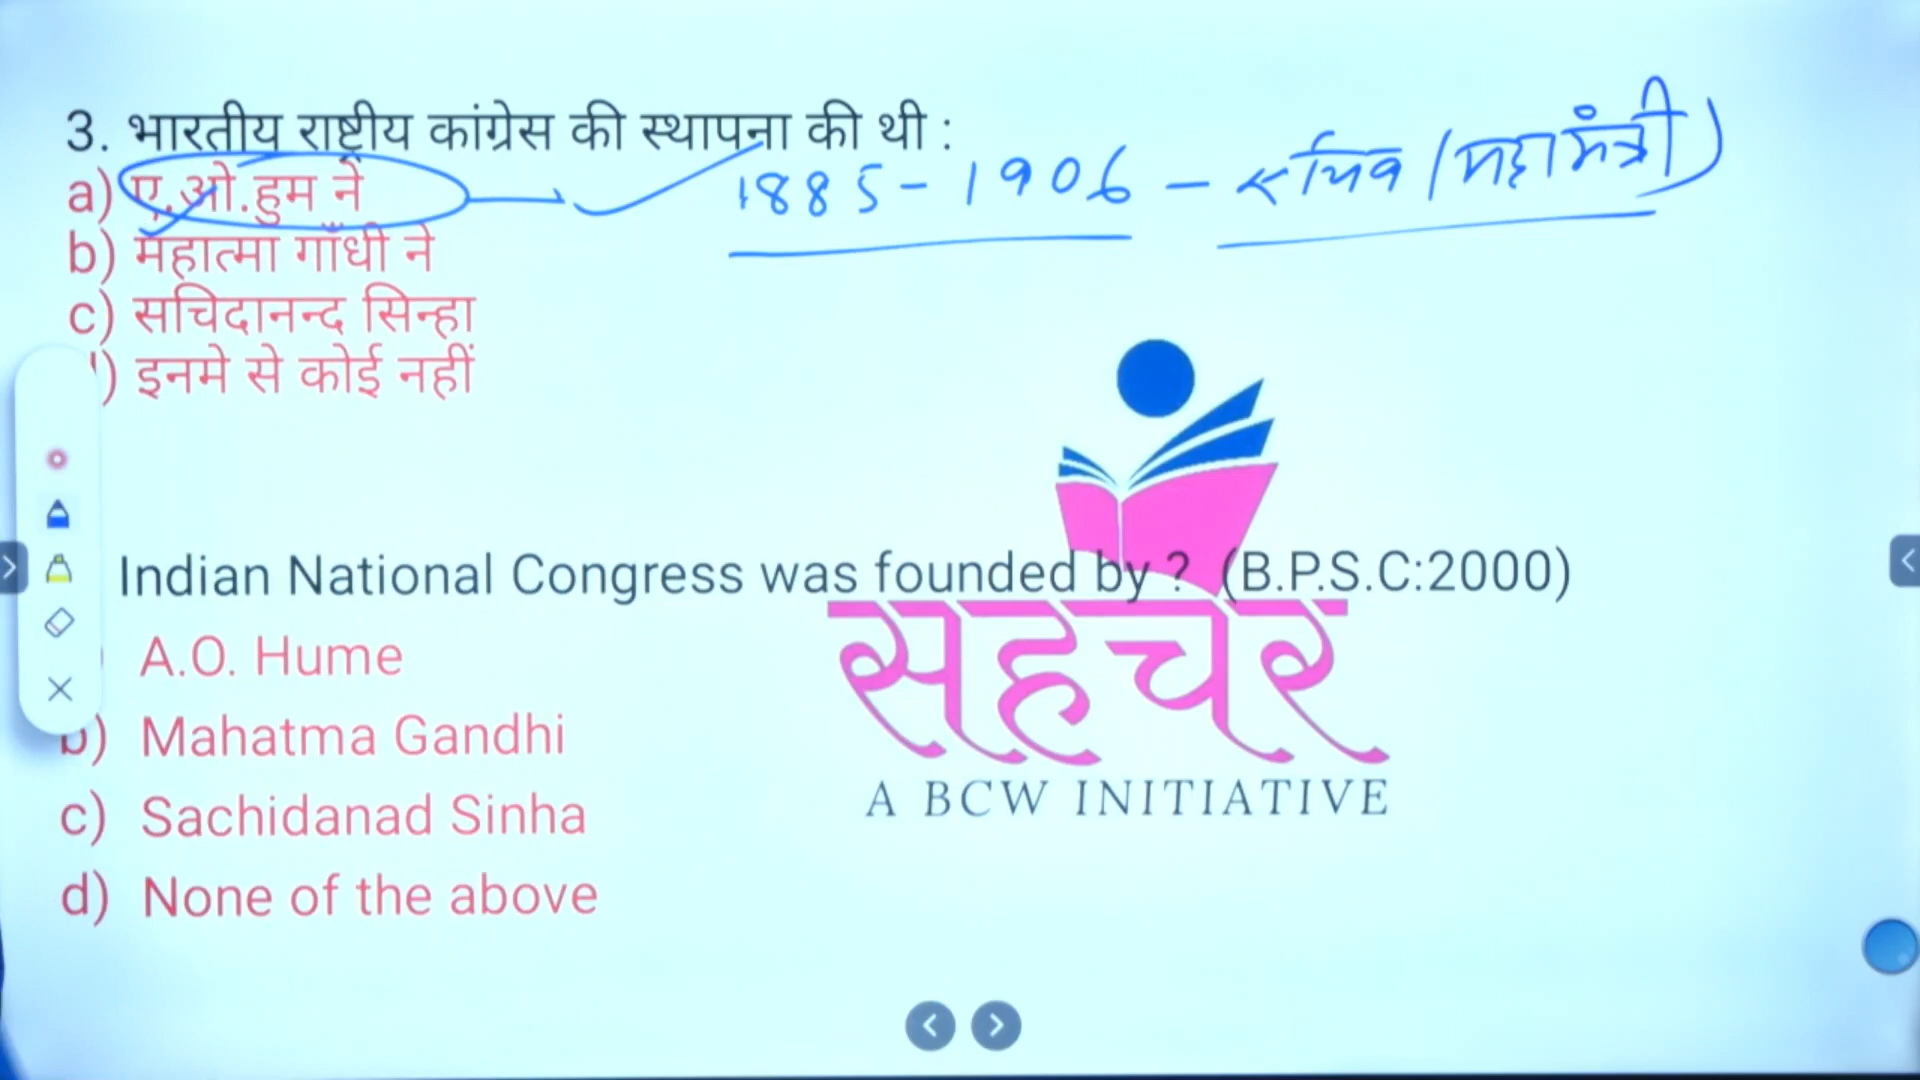 3. भारतीय राष्ट्रीय कांग्रेस की स्थापना की थी :
a) ए.ओ.हुम ने
1885 - 1906 - सचिव (महामंत्री)
b) महात्मा गाँधी ने
c) सचिदानन्द सिन्हा
) इनमे से कोई नहीं
Indian National Congress was founded by ? (B.P.S.C:2000)
A.O. Hume
b) Mahatma Gandhi
c) Sachidanad Sinha
d) None of the above
सहचर
A BCW INITIATIVE